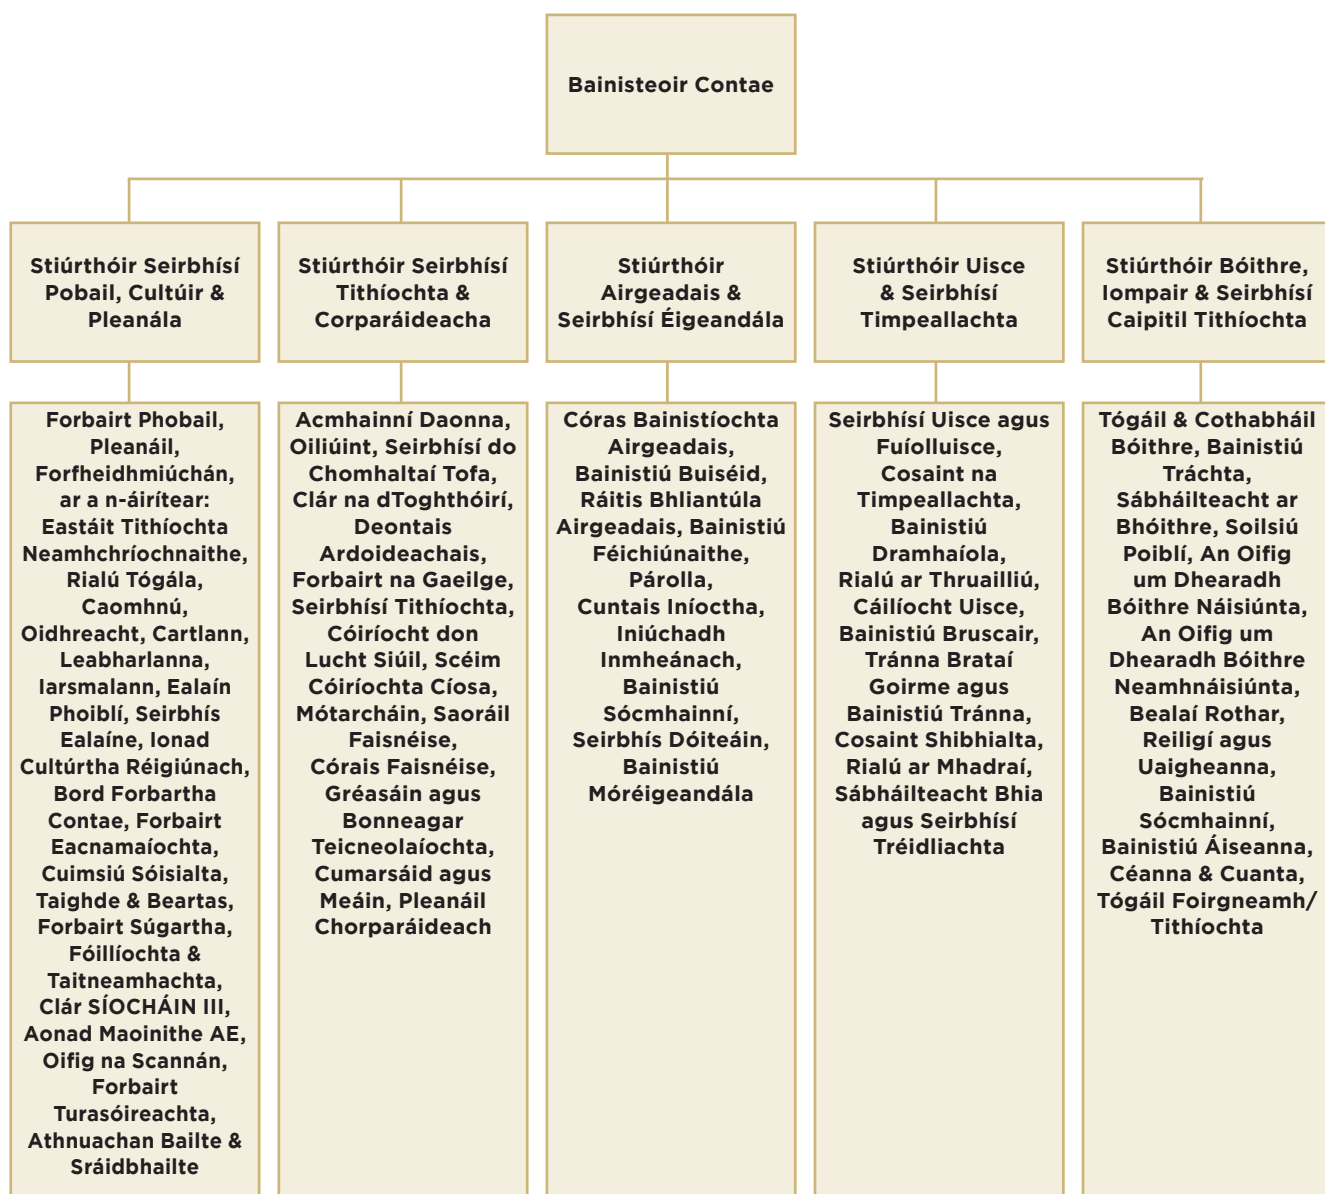 Bainisteoir Contae
Stiúrthóir Seirbhísí
Pobail, Cultúir &
Pleanála
Stiúrthóir Seirbhísí
Tithíochta &
Corparáideacha
Stiúrthóir
Airgeadais &
Seirbhísí Éigeandála
Stiúrthóir Uisce
& Seirbhísí
Timpeallachta
Stiúrthóir Bóithre,
Iompair & Seirbhísí
Caipitil Tithíochta
Forbairt Phobail,
Pleanáil,
Forfheidhmiúchán,
ar a n-áirítear:
Eastáit Tithíochta
Neamhchríochnaithe,
Rialú Tógála,
Caomhnú,
Oidhreacht, Cartlann,
Leabharlanna,
Iarsmalann, Ealaín
Phoiblí, Seirbhís
Ealaíne, Ionad
Cultúrtha Réigiúnach,
Bord Forbartha
Contae, Forbairt
Eacnamaíochta,
Cuimsiú Sóisialta,
Taighde & Beartas,
Forbairt Súgartha,
Fóillíochta &
Taitneamhachta,
Clár SÍOCHÁIN III,
Aonad Maoinithe AE,
Oifig na Scannán,
Forbairt
Turasóireachta,
Athnuachan Bailte &
Sráidbhailte
Acmhainní Daonna,
Oiliúint, Seirbhísí do
Chomhaltaí Tofa,
Clár na dToghthóirí,
Deontais
Ardoideachais,
Forbairt na Gaeilge,
Seirbhísí Tithíochta,
Cóiríocht don
Lucht Siúil, Scéim
Cóiríochta Cíosa,
Mótarcháin, Saoráil
Faisnéise,
Córais Faisnéise,
Gréasáin agus
Bonneagar
Teicneolaíochta,
Cumarsáid agus
Meáin, Pleanáil
Chorparáideach
Córas Bainistíochta
Airgeadais,
Bainistiú Buiséid,
Ráitis Bhliantúla
Airgeadais, Bainistiú
Féichiúnaithe,
Párolla,
Cuntais Iníoctha,
Iniúchadh
Inmheánach,
Bainistiú
Sócmhainní,
Seirbhís Dóiteáin,
Bainistiú
Móréigeandála
Seirbhísí Uisce agus
Fuíolluisce,
Cosaint na
Timpeallachta,
Bainistiú
Dramhaíola,
Rialú ar Thruailliú,
Cáilíocht Uisce,
Bainistiú Bruscair,
Tránna Brataí
Goirme agus
Bainistiú Tránna,
Cosaint Shibhialta,
Rialú ar Mhadraí,
Sábháilteacht Bhia
agus Seirbhísí
Tréidliachta
Tógáil & Cothabháil
Bóithre, Bainistiú
Tráchta,
Sábháilteacht ar
Bhóithre, Soilsiú
Poiblí, An Oifig
um Dhearadh
Bóithre Náisiúnta,
An Oifig um
Dhearadh Bóithre
Neamhnáisiúnta,
Bealaí Rothar,
Reiligí agus
Uaigheanna,
Bainistiú
Sócmhainní,
Bainistiú Áiseanna,
Céanna & Cuanta,
Tógáil Foirgneamh/
Tithíochta